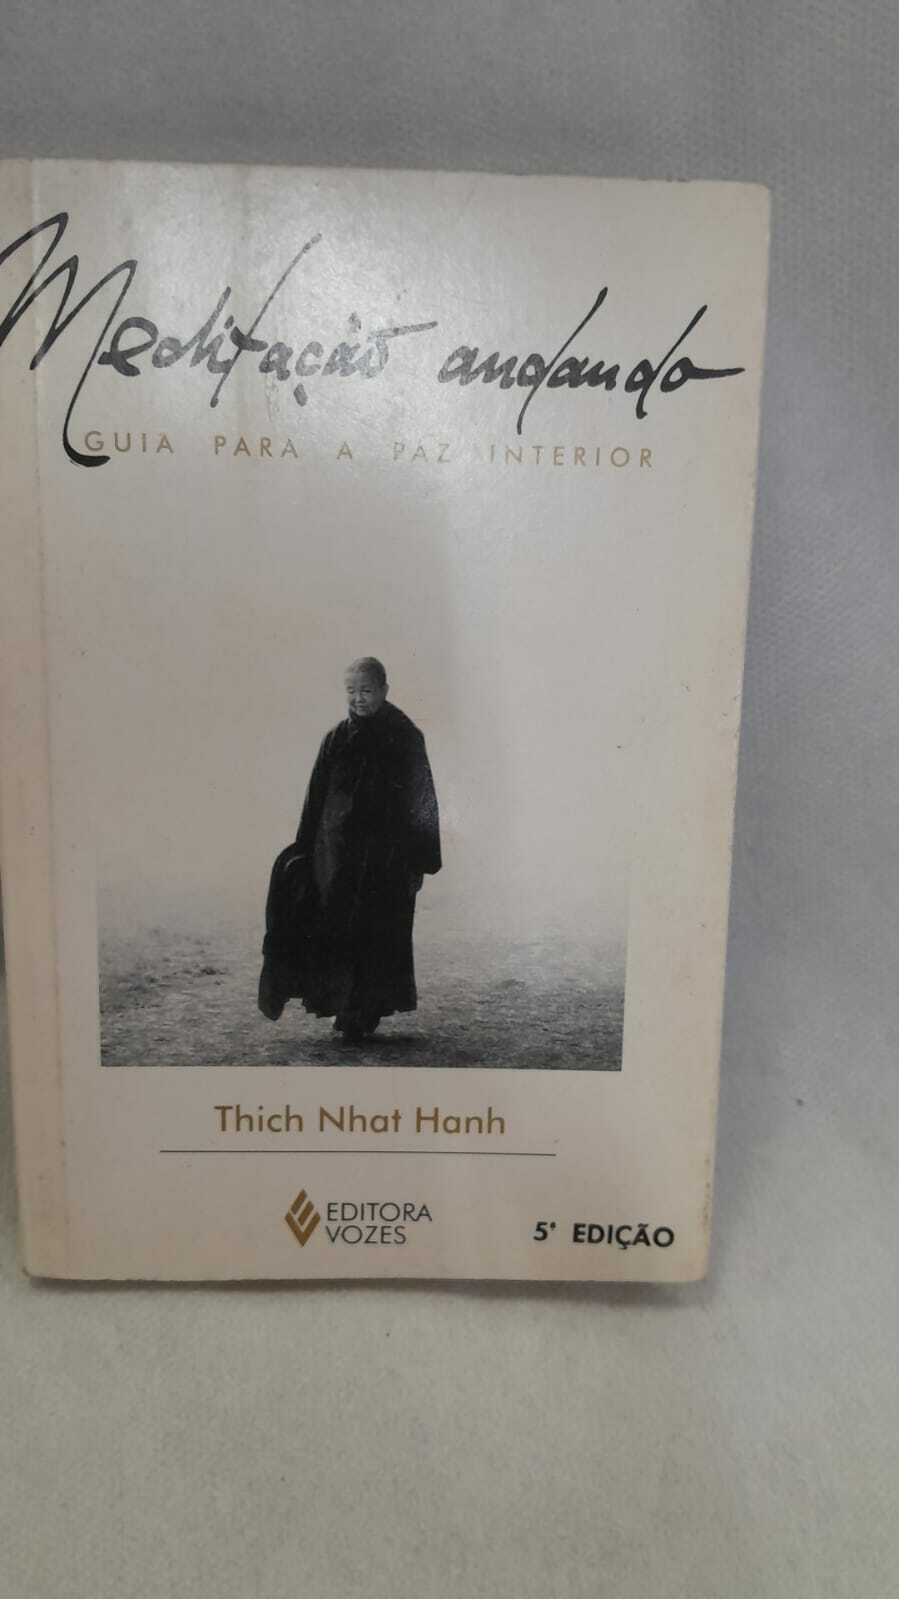 Meditação andando
GUIA PARA A PAZ INTERIOR
Thich Nhat Hanh
EDITORA
VOZES
5ª EDIÇÃO